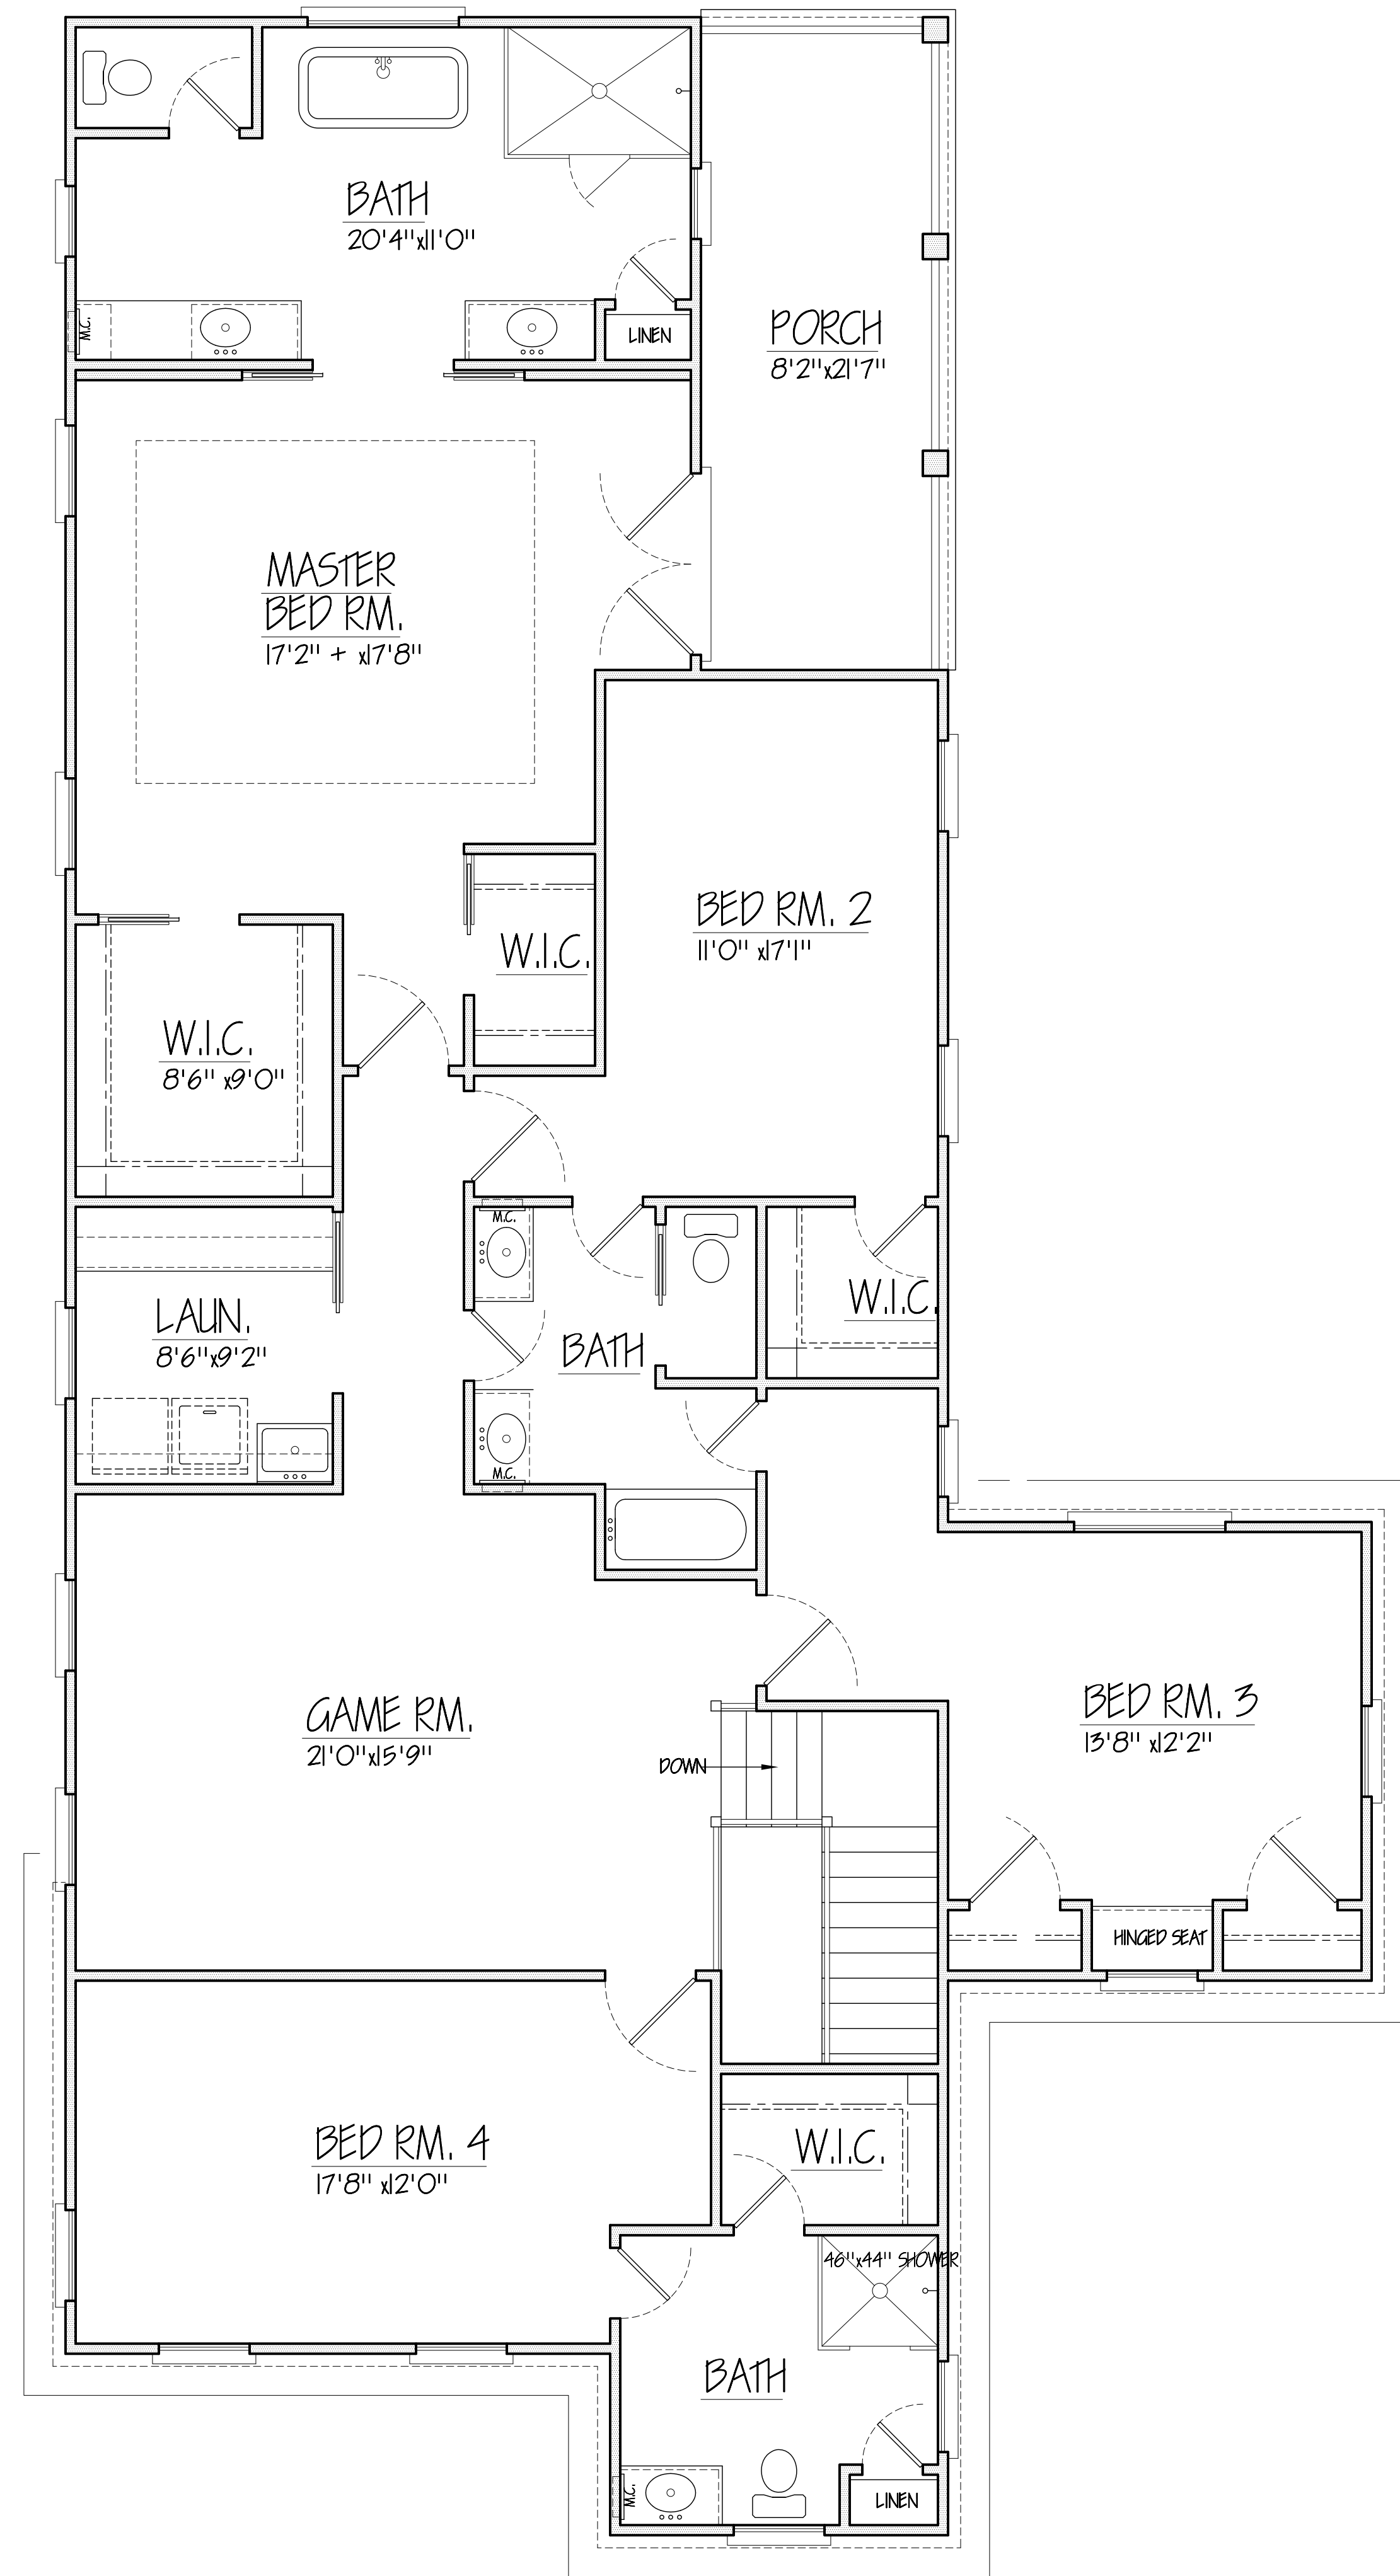 BATH
20'4"x11'0"
M.C.
LINEN
PORCH
8'2"x21'7"
MASTER
BED RM.
17'2" + x17'8"
BED RM. 2
11'0" x17'1"
W.I.C.
W.I.C.
8'6" x9'0"
M.C.
W.I.C.
LAUN.
8'6"x9'2"
BATH
M.C.
GAME RM.
21'0"x15'9"
BED RM. 3
13'8" x12'2"
DOWN
HINGED SEAT
BED RM. 4
17'8" x12'0"
W.I.C.
46"x44" SHOWER
BATH
M.C.
LINEN